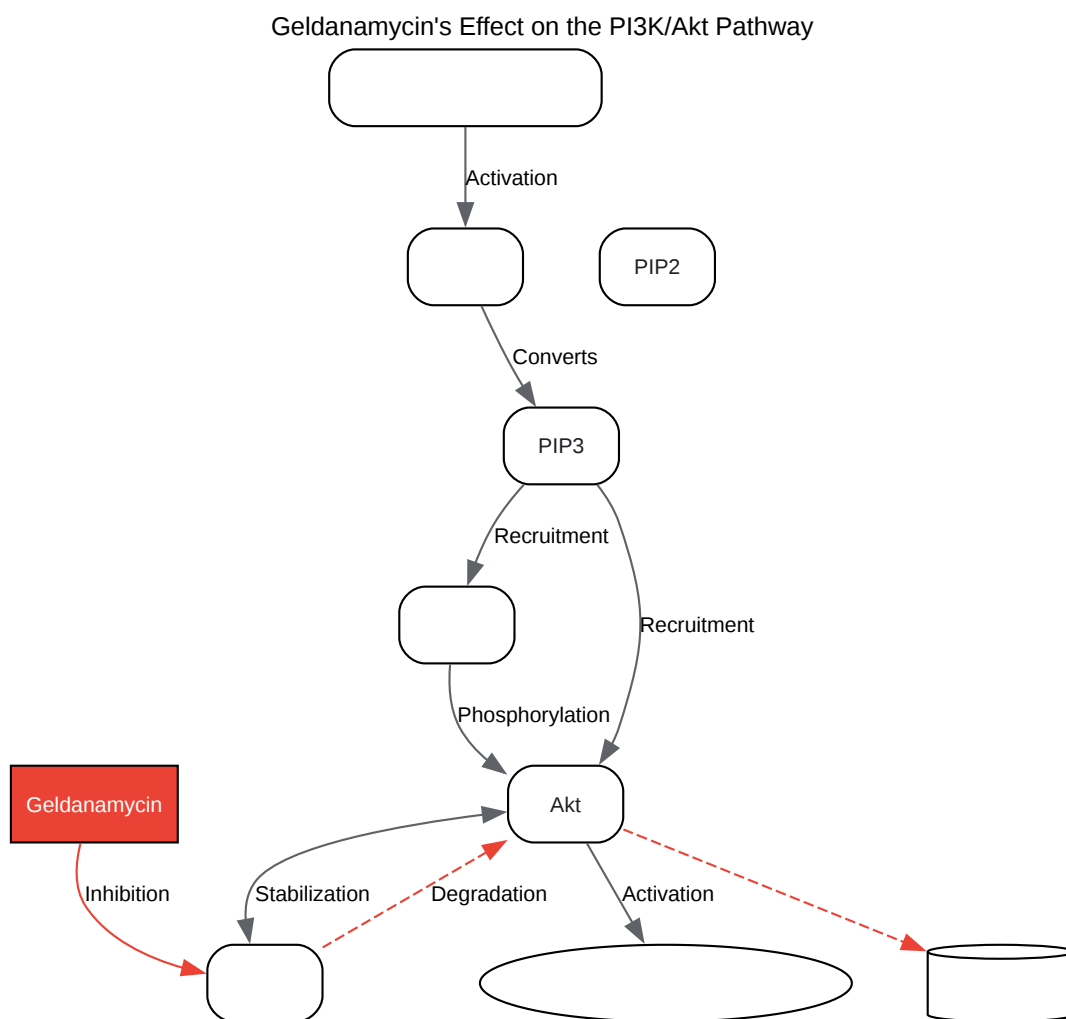 Geldanamycin's Effect on the PI3K/Akt Pathway
Activation
PIP2
Converts
PIP3
Recruitment
Recruitment
Phosphorylation
Geldanamycin
Akt
Inhibition
Stabilization
Degradation
Activation